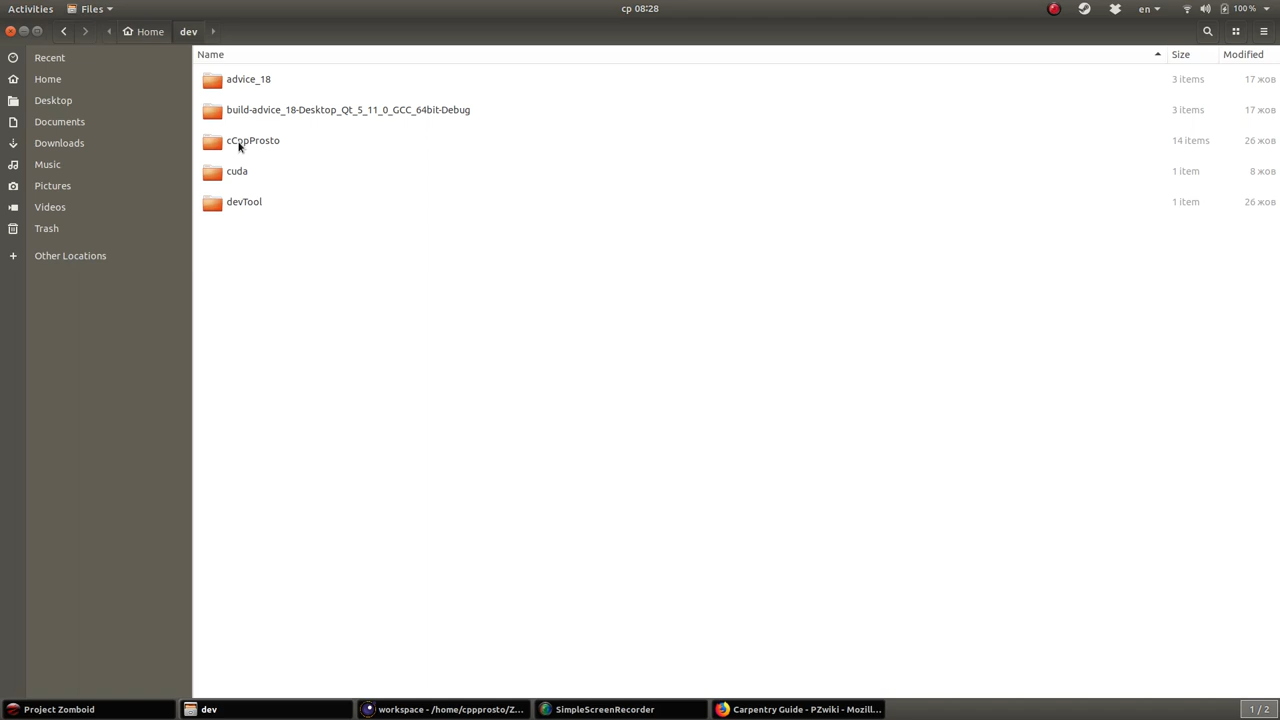 Activities Files ср 08:28 en 100 %
Home dev
Recent
Home
Desktop
Documents
Downloads
Music
Pictures
Videos
Trash
Other Locations
Name Size Modified
advice_18 3 items 17 жов
build-advice_18-Desktop_Qt_5_11_0_GCC_64bit-Debug 3 items 17 жов
cCppProsto 14 items 26 жов
cuda 1 item 8 жов
devTool 1 item 26 жов
Project Zomboid dev workspace - /home/cppprosto/Z... SimpleScreenRecorder Carpentry Guide - PZwiki - Mozill... 1 / 2